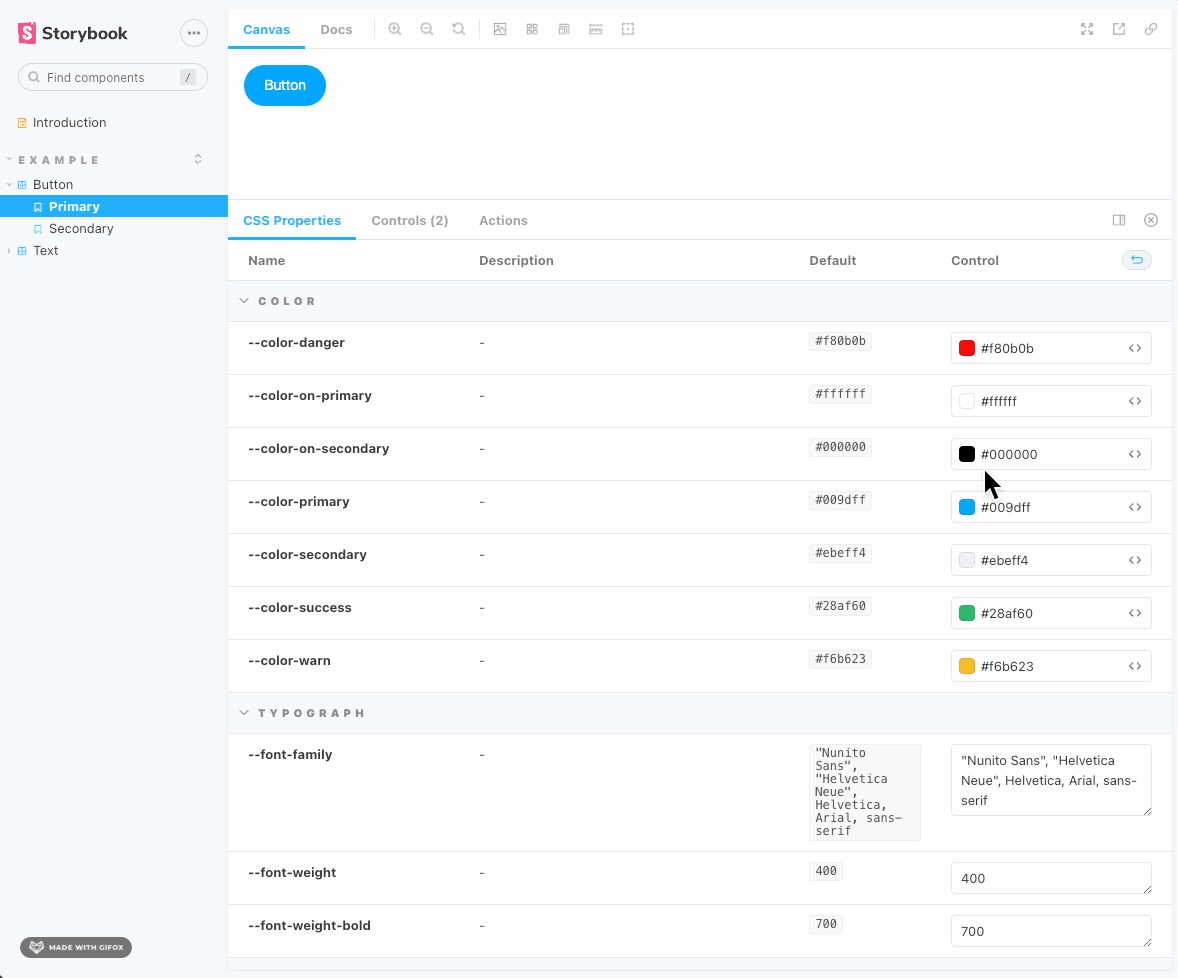 Storybook
Find components /
Introduction
EXAMPLE
Button
Primary
Secondary
Text
MADE WITH GIFOX
Canvas Docs
Button
CSS Properties Controls (2) Actions
Name Description Default Control
COLOR
--color-danger - #f80b0b #f80b0b
--color-on-primary - #ffffff #ffffff
--color-on-secondary - #000000 #000000
--color-primary - #009dff #009dff
--color-secondary - #ebeff4 #ebeff4
--color-success - #28af60 #28af60
--color-warn - #f6b623 #f6b623
TYPOGRAPH
--font-family -
"Nunito
Sans",
"Helvetica
Neue",
Helvetica,
Arial, sans-
serif
"Nunito Sans", "Helvetica
Neue", Helvetica, Arial, sans-
serif
--font-weight - 400 400
--font-weight-bold - 700 700